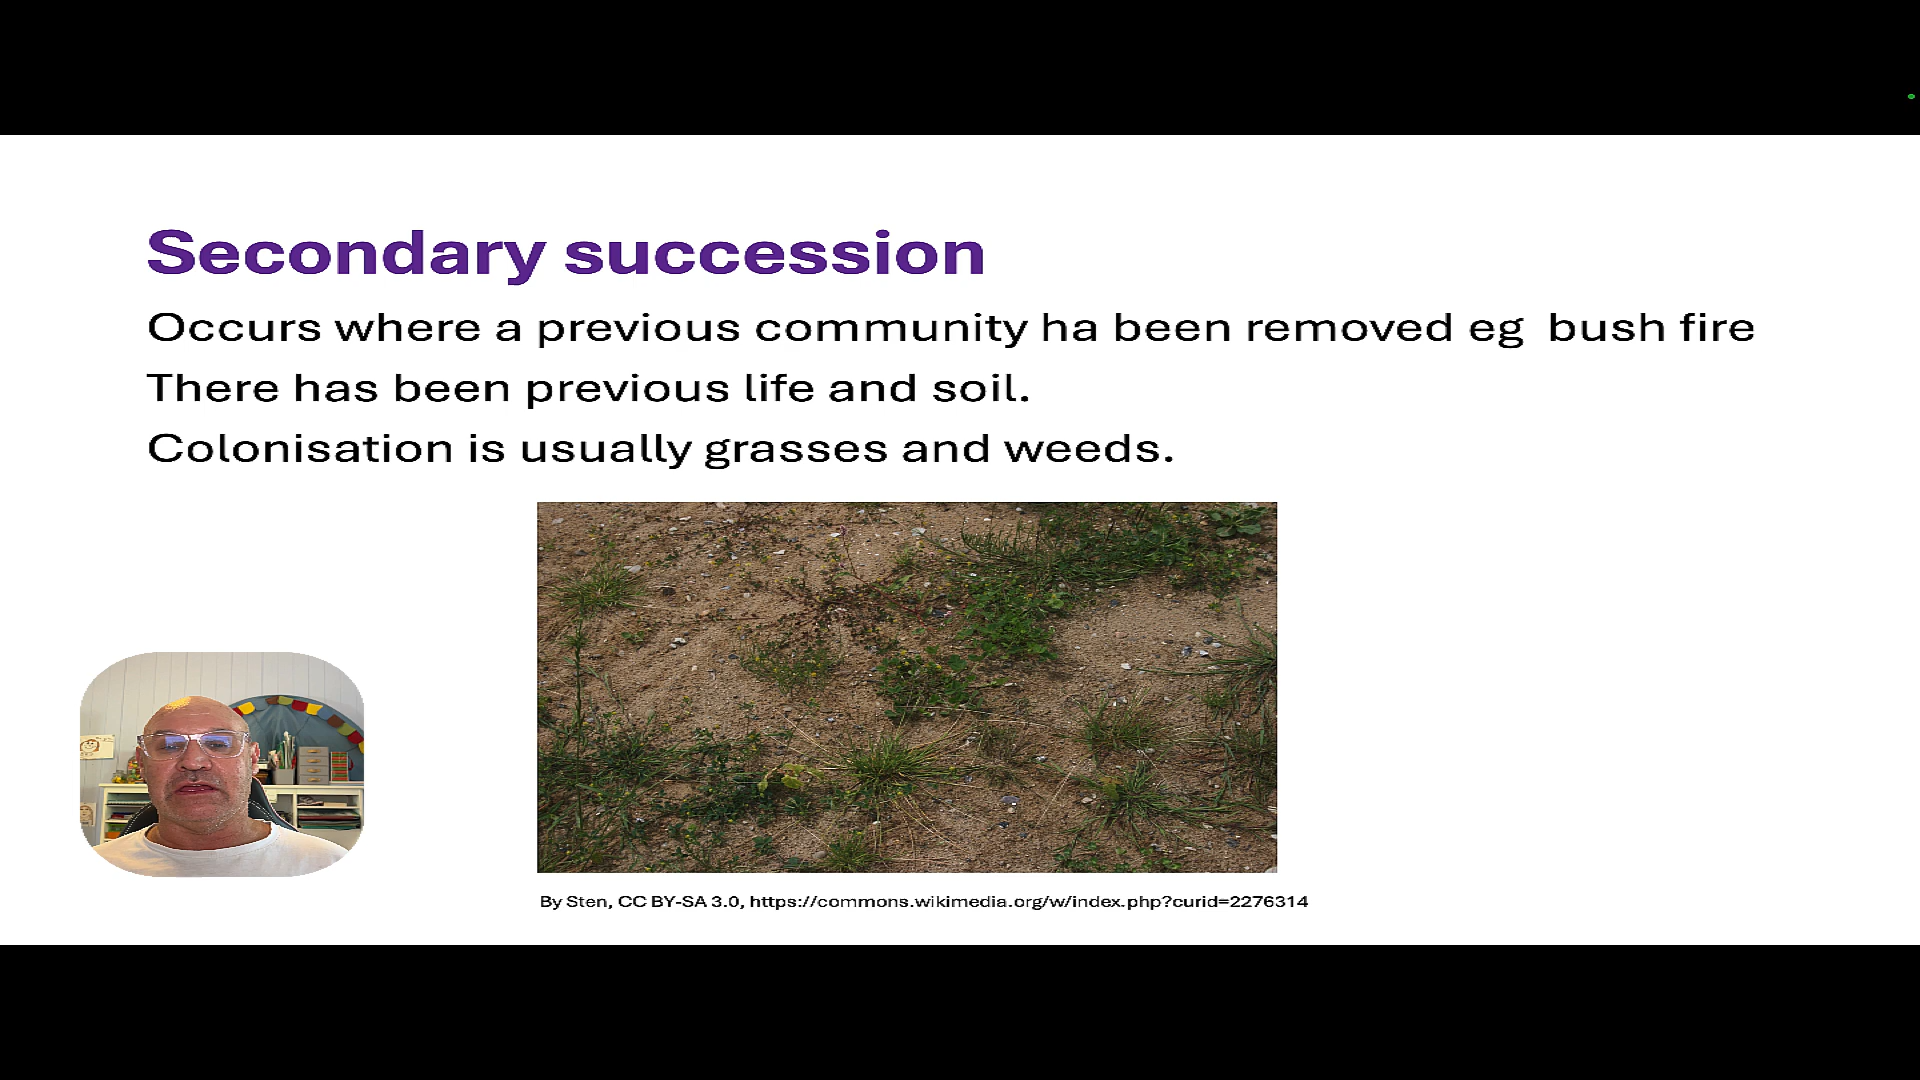 Secondary succession
Occurs where a previous community ha been removed eg  bush fire
There has been previous life and soil.
Colonisation is usually grasses and weeds.
By Sten, CC BY-SA 3.0, https://commons.wikimedia.org/w/index.php?curid=2276314